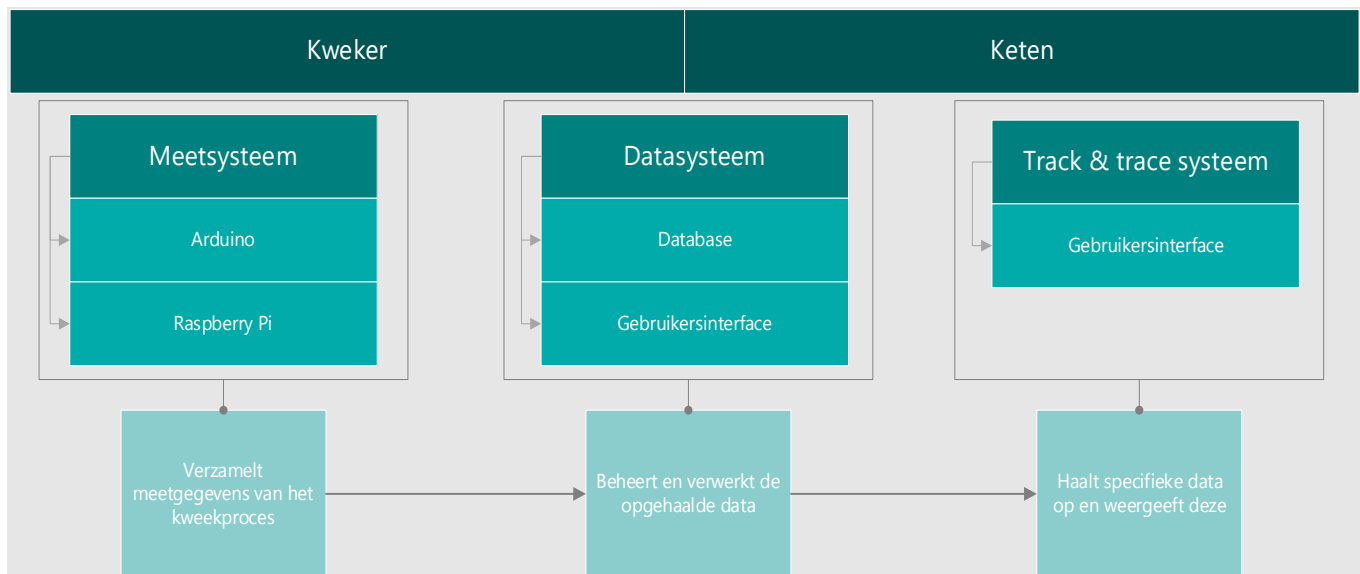 Kweker
Keten
Meetsysteem
Arduino
Raspberry Pi
Datasysteem
Database
Gebruikersinterface
Track & trace systeem
Gebruikersinterface
Verzamelt
meetgegevens van het
kweekproces
Beheert en verwerkt de
opgehaalde data
Haalt specifieke data
op en weergeeft deze